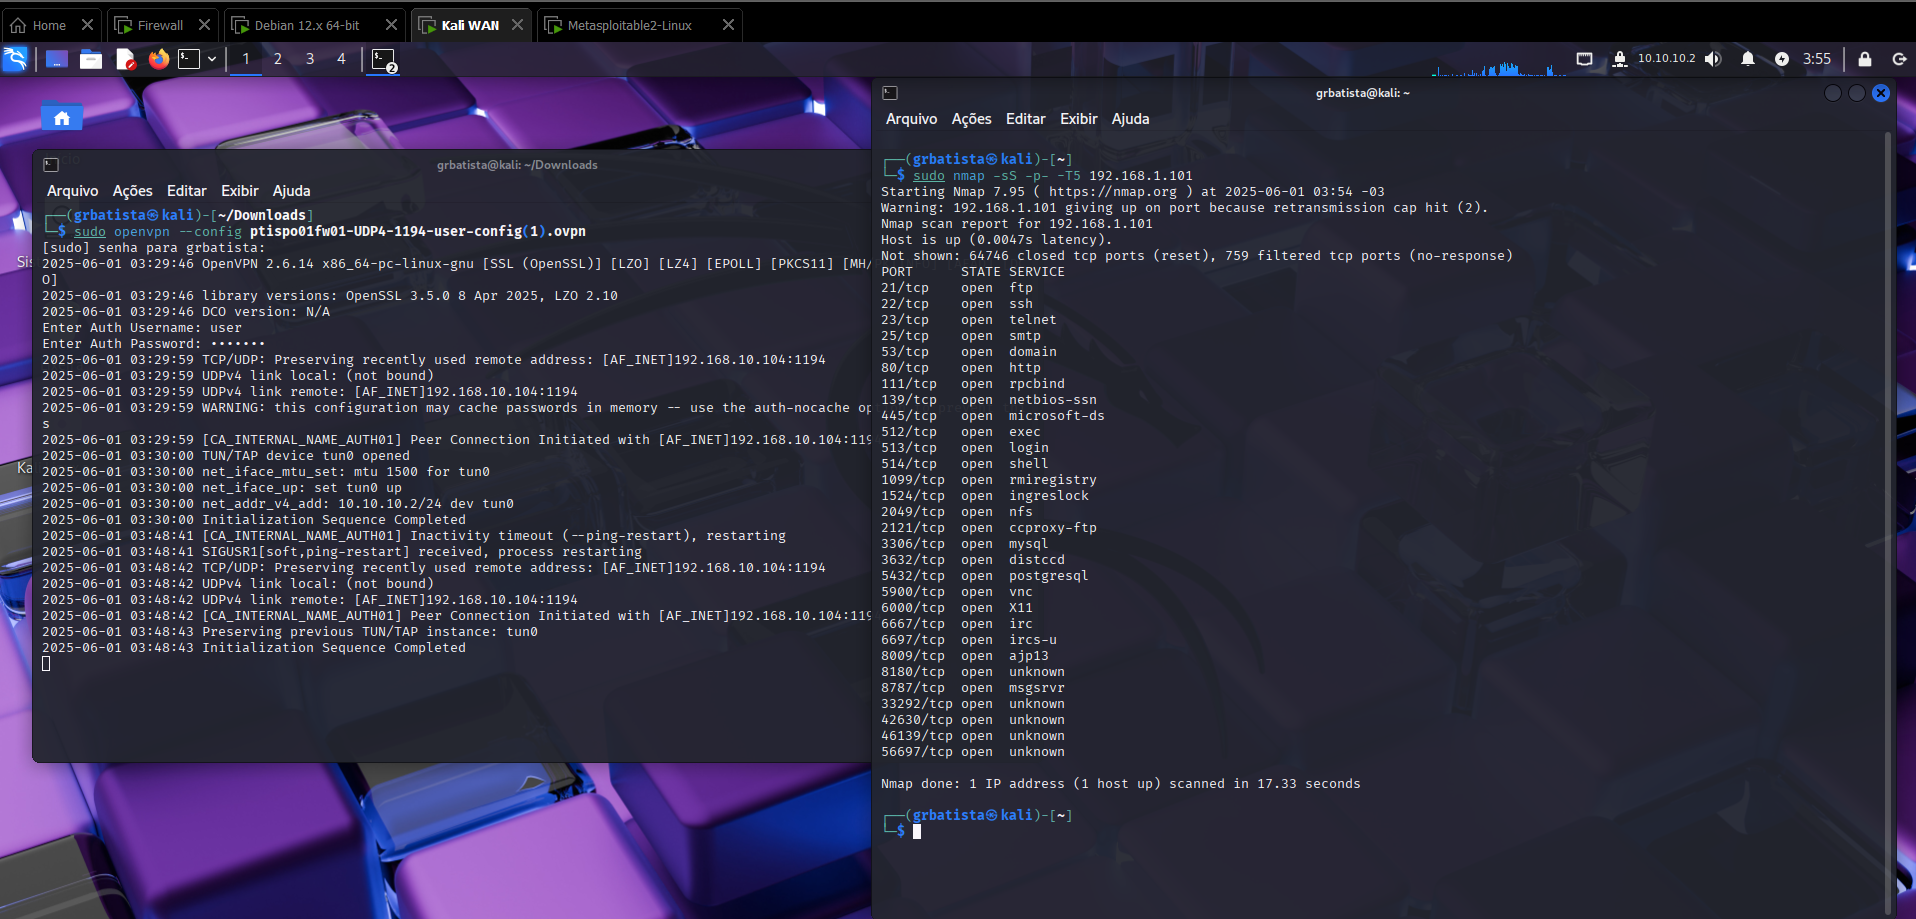 Home
Firewall
Debian 12.x 64-bit
Kali WAN
Metasploitable2-Linux
1 2 3 4
2
10.10.10.2
3:55
grbatista@kali: ~/Downloads
Arquivo Ações Editar Exibir Ajuda
┌──(grbatista㉿kali)-[~/Downloads]
└─$ sudo openvpn --config ptispo01fw01-UDP4-1194-user-config(1).ovpn
[sudo] senha para grbatista:
2025-06-01 03:29:46 OpenVPN 2.6.14 x86_64-pc-linux-gnu [SSL (OpenSSL)] [LZO] [LZ4] [EPOLL] [PKCS11] [MH/
O]
2025-06-01 03:29:46 library versions: OpenSSL 3.5.0 8 Apr 2025, LZO 2.10
2025-06-01 03:29:46 DCO version: N/A
Enter Auth Username: user
Enter Auth Password: •••••••
2025-06-01 03:29:59 TCP/UDP: Preserving recently used remote address: [AF_INET]192.168.10.104:1194
2025-06-01 03:29:59 UDPv4 link local: (not bound)
2025-06-01 03:29:59 UDPv4 link remote: [AF_INET]192.168.10.104:1194
2025-06-01 03:29:59 WARNING: this configuration may cache passwords in memory -- use the auth-nocache op
s
2025-06-01 03:29:59 [CA_INTERNAL_NAME_AUTH01] Peer Connection Initiated with [AF_INET]192.168.10.104:119
2025-06-01 03:30:00 TUN/TAP device tun0 opened
2025-06-01 03:30:00 net_iface_mtu_set: mtu 1500 for tun0
2025-06-01 03:30:00 net_iface_up: set tun0 up
2025-06-01 03:30:00 net_addr_v4_add: 10.10.10.2/24 dev tun0
2025-06-01 03:30:00 Initialization Sequence Completed
2025-06-01 03:48:41 [CA_INTERNAL_NAME_AUTH01] Inactivity timeout (--ping-restart), restarting
2025-06-01 03:48:41 SIGUSR1[soft,ping-restart] received, process restarting
2025-06-01 03:48:42 TCP/UDP: Preserving recently used remote address: [AF_INET]192.168.10.104:1194
2025-06-01 03:48:42 UDPv4 link local: (not bound)
2025-06-01 03:48:42 UDPv4 link remote: [AF_INET]192.168.10.104:1194
2025-06-01 03:48:42 [CA_INTERNAL_NAME_AUTH01] Peer Connection Initiated with [AF_INET]192.168.10.104:119
2025-06-01 03:48:43 Preserving previous TUN/TAP instance: tun0
2025-06-01 03:48:43 Initialization Sequence Completed
Sis
Ka
grbatista@kali: ~
Arquivo Ações Editar Exibir Ajuda
┌──(grbatista㉿kali)-[~]
└─$ sudo nmap -sS -p- -T5 192.168.1.101
Starting Nmap 7.95 ( https://nmap.org ) at 2025-06-01 03:54 -03
Warning: 192.168.1.101 giving up on port because retransmission cap hit (2).
Nmap scan report for 192.168.1.101
Host is up (0.0047s latency).
Not shown: 64746 closed tcp ports (reset), 759 filtered tcp ports (no-response)
PORT STATE SERVICE
21/tcp open ftp
22/tcp open ssh
23/tcp open telnet
25/tcp open smtp
53/tcp open domain
80/tcp open http
111/tcp open rpcbind
139/tcp open netbios-ssn
445/tcp open microsoft-ds
512/tcp open exec
513/tcp open login
514/tcp open shell
1099/tcp open rmiregistry
1524/tcp open ingreslock
2049/tcp open nfs
2121/tcp open ccproxy-ftp
3306/tcp open mysql
3632/tcp open distccd
5432/tcp open postgresql
5900/tcp open vnc
6000/tcp open X11
6667/tcp open irc
6697/tcp open ircs-u
8009/tcp open ajp13
8180/tcp open unknown
8787/tcp open msgsrvr
33292/tcp open unknown
42630/tcp open unknown
46139/tcp open unknown
56697/tcp open unknown
Nmap done: 1 IP address (1 host up) scanned in 17.33 seconds
┌──(grbatista㉿kali)-[~]
└─$